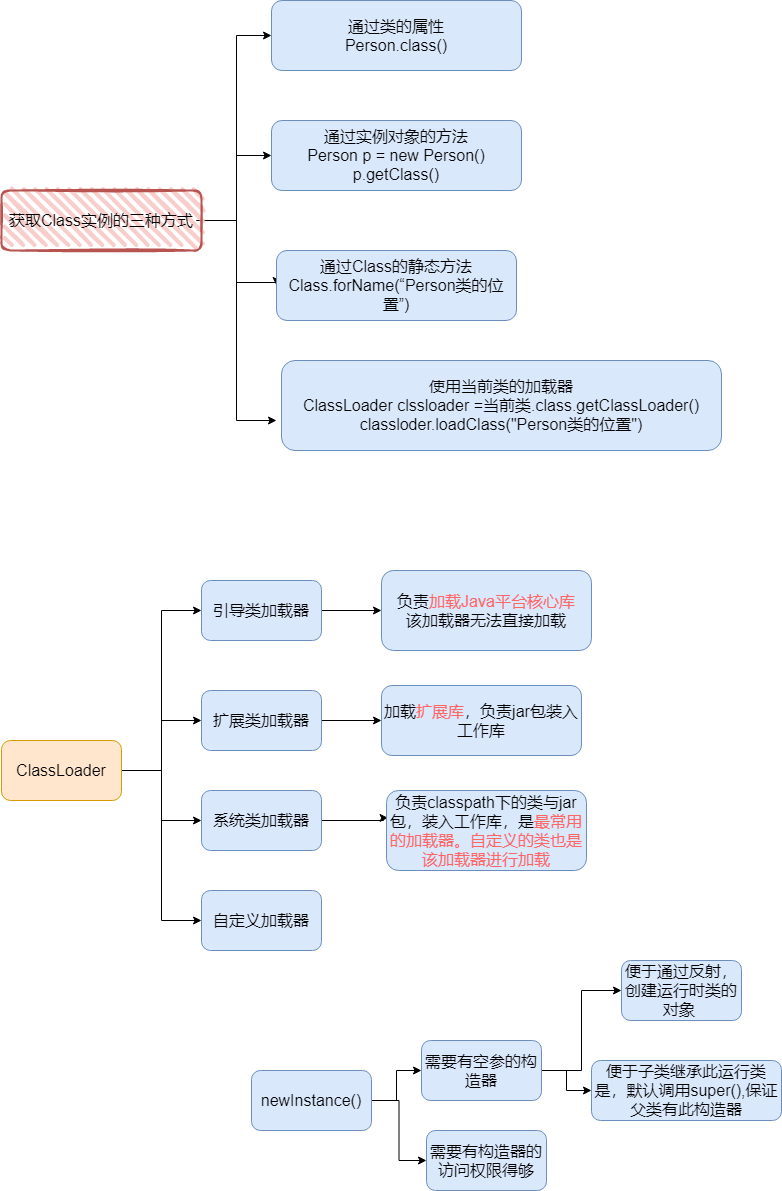 通过类的属性
Person.class()
通过实例对象的方法
Person p = new Person()
p.getClass()
获取Class实例的三种方式
通过Class的静态方法
Class.forName(“Person类的位
置”)
使用当前类的加载器
ClassLoader clssloader =当前类.class.getClassLoader()
classloder.loadClass("Person类的位置")
引导类加载器
负责加载Java平台核心库
该加载器无法直接加载
扩展类加载器
加载扩展库，负责jar包装入
工作库
ClassLoader
系统类加载器
负责classpath下的类与jar
包，装入工作库，是最常用
的加载器。自定义的类也是
该加载器进行加载
自定义加载器
便于通过反射，
创建运行时类的
对象
需要有空参的构
造器
便于子类继承此运行类
是，默认调用super(),保证
父类有此构造器
newInstance()
需要有构造器的
访问权限得够